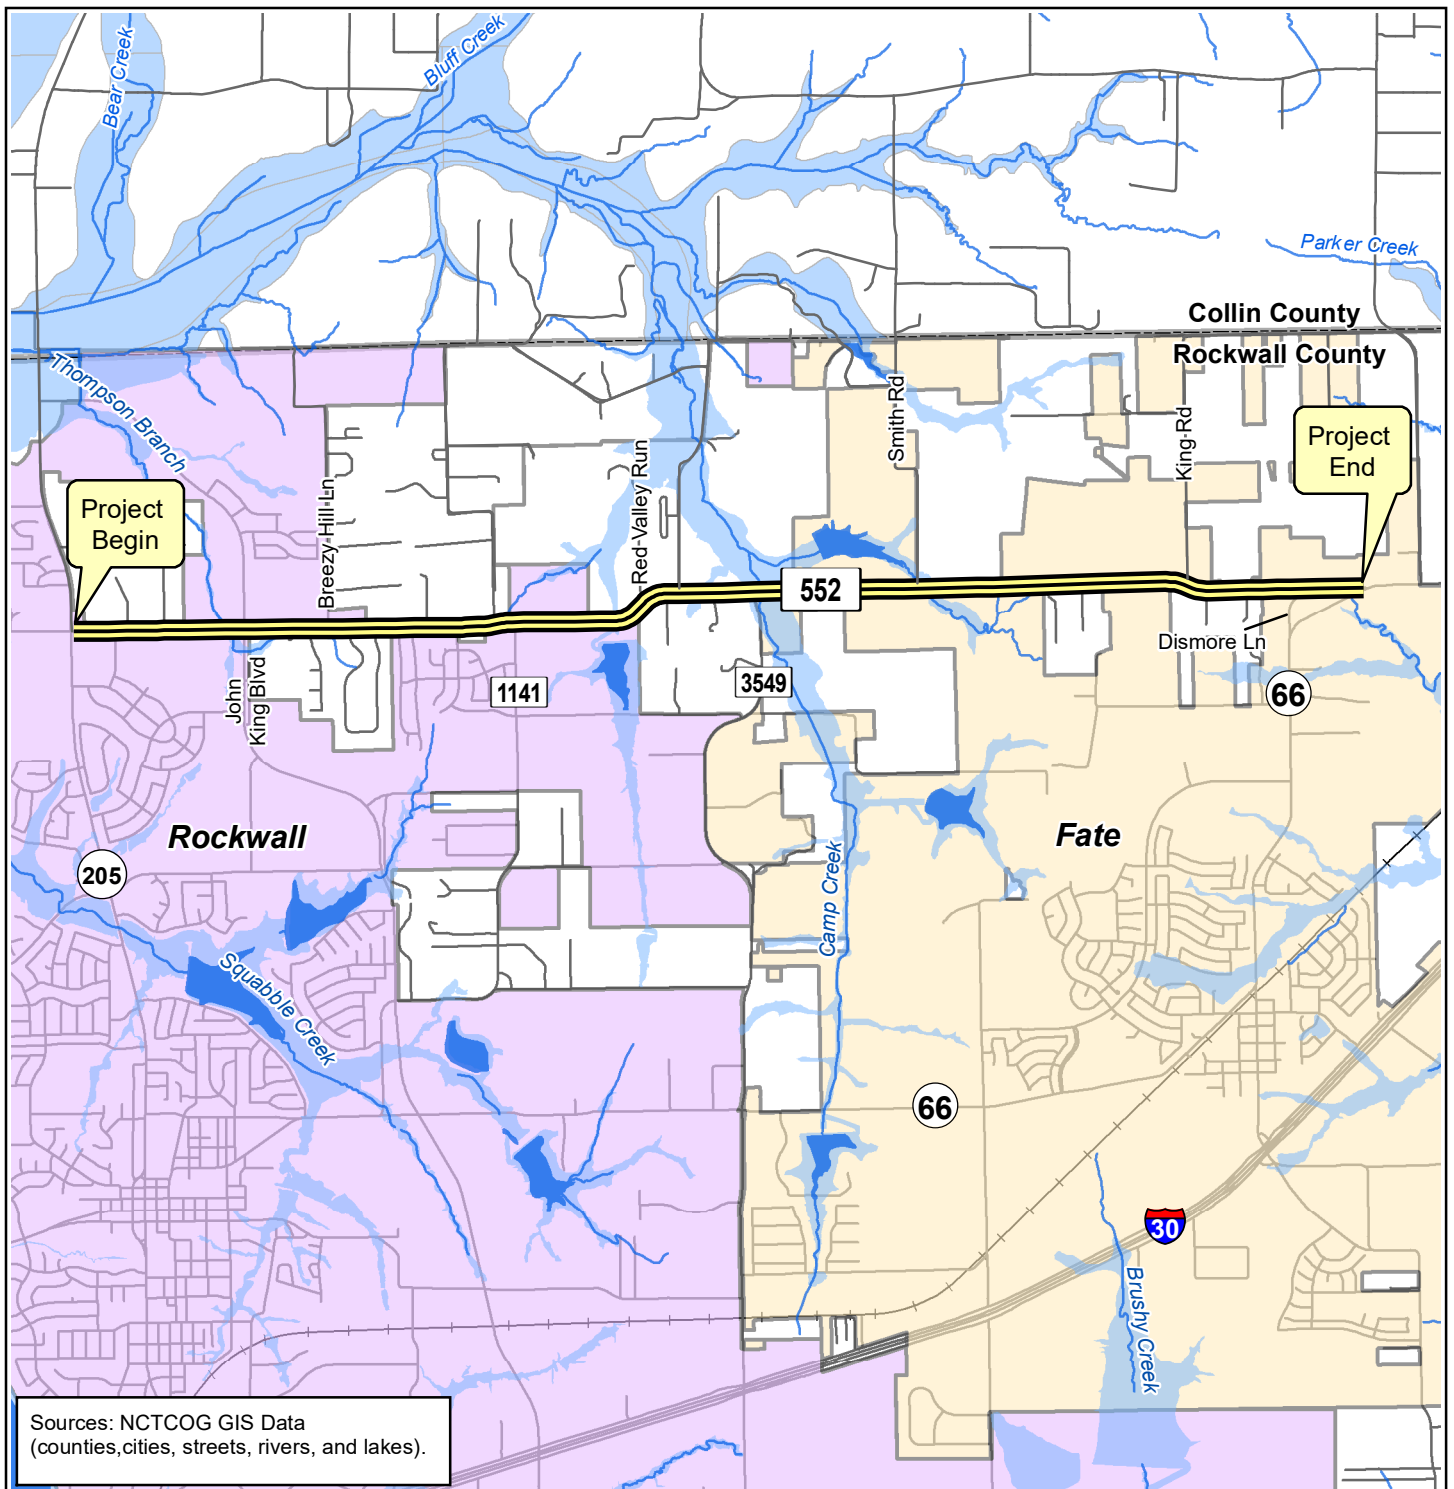 Bear Creek
Bluff Creek
Parker Creek
Collin County
Rockwall County
Thompson Branch
Smith Rd
King Rd
Project
End
Red Valley Run
Breezy Hill Ln
Project
Begin
552
Dismore Ln
John
King Blvd
1141
3549
66
Rockwall
Fate
205
Camp Creek
Squabble Creek
66
30
Brushy Creek
Sources: NCTCOG GIS Data
(counties,cities, streets, rivers, and lakes).